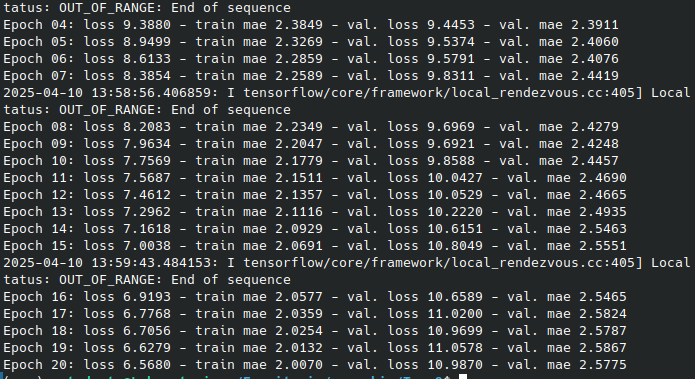 tatus: OUT_OF_RANGE: End of sequence
Epoch 04: loss 9.3880 - train mae 2.3849 - val. loss 9.4453 - val. mae 2.3911
Epoch 05: loss 8.9499 - train mae 2.3269 - val. loss 9.5374 - val. mae 2.4060
Epoch 06: loss 8.6133 - train mae 2.2859 - val. loss 9.5791 - val. mae 2.4076
Epoch 07: loss 8.3854 - train mae 2.2589 - val. loss 9.8311 - val. mae 2.4419
2025-04-10 13:58:56.406859: I tensorflow/core/framework/local_rendezvous.cc:405] Local
tatus: OUT_OF_RANGE: End of sequence
Epoch 08: loss 8.2083 - train mae 2.2349 - val. loss 9.6969 - val. mae 2.4279
Epoch 09: loss 7.9634 - train mae 2.2047 - val. loss 9.6921 - val. mae 2.4248
Epoch 10: loss 7.7569 - train mae 2.1779 - val. loss 9.8588 - val. mae 2.4457
Epoch 11: loss 7.5687 - train mae 2.1511 - val. loss 10.0427 - val. mae 2.4690
Epoch 12: loss 7.4612 - train mae 2.1357 - val. loss 10.0529 - val. mae 2.4665
Epoch 13: loss 7.2962 - train mae 2.1116 - val. loss 10.2220 - val. mae 2.4935
Epoch 14: loss 7.1618 - train mae 2.0929 - val. loss 10.6151 - val. mae 2.5463
Epoch 15: loss 7.0038 - train mae 2.0691 - val. loss 10.8049 - val. mae 2.5551
2025-04-10 13:59:43.484153: I tensorflow/core/framework/local_rendezvous.cc:405] Local
tatus: OUT_OF_RANGE: End of sequence
Epoch 16: loss 6.9193 - train mae 2.0577 - val. loss 10.6589 - val. mae 2.5465
Epoch 17: loss 6.7768 - train mae 2.0359 - val. loss 11.0200 - val. mae 2.5824
Epoch 18: loss 6.7056 - train mae 2.0254 - val. loss 10.9699 - val. mae 2.5787
Epoch 19: loss 6.6279 - train mae 2.0132 - val. loss 11.0578 - val. mae 2.5867
Epoch 20: loss 6.5680 - train mae 2.0070 - val. loss 10.9870 - val. mae 2.5775